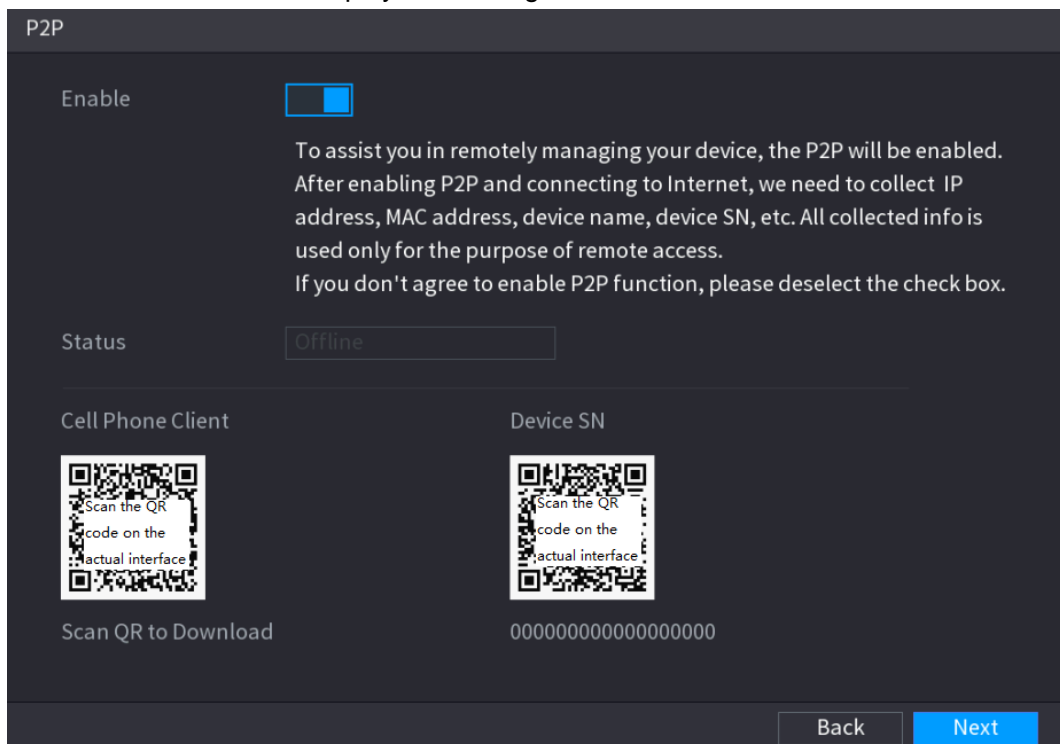 P2P
Enable
To assist you in remotely managing your device, the P2P will be enabled.
After enabling P2P and connecting to Internet, we need to collect IP
address, MAC address, device name, device SN, etc. All collected info is
used only for the purpose of remote access.
If you don't agree to enable P2P function, please deselect the check box.
Status
Offline
Cell Phone Client
Device SN
Scan the QR
code on the
actual interface
Scan the QR
code on the
actual interface
Scan QR to Download
000000000000000000
Back
Next